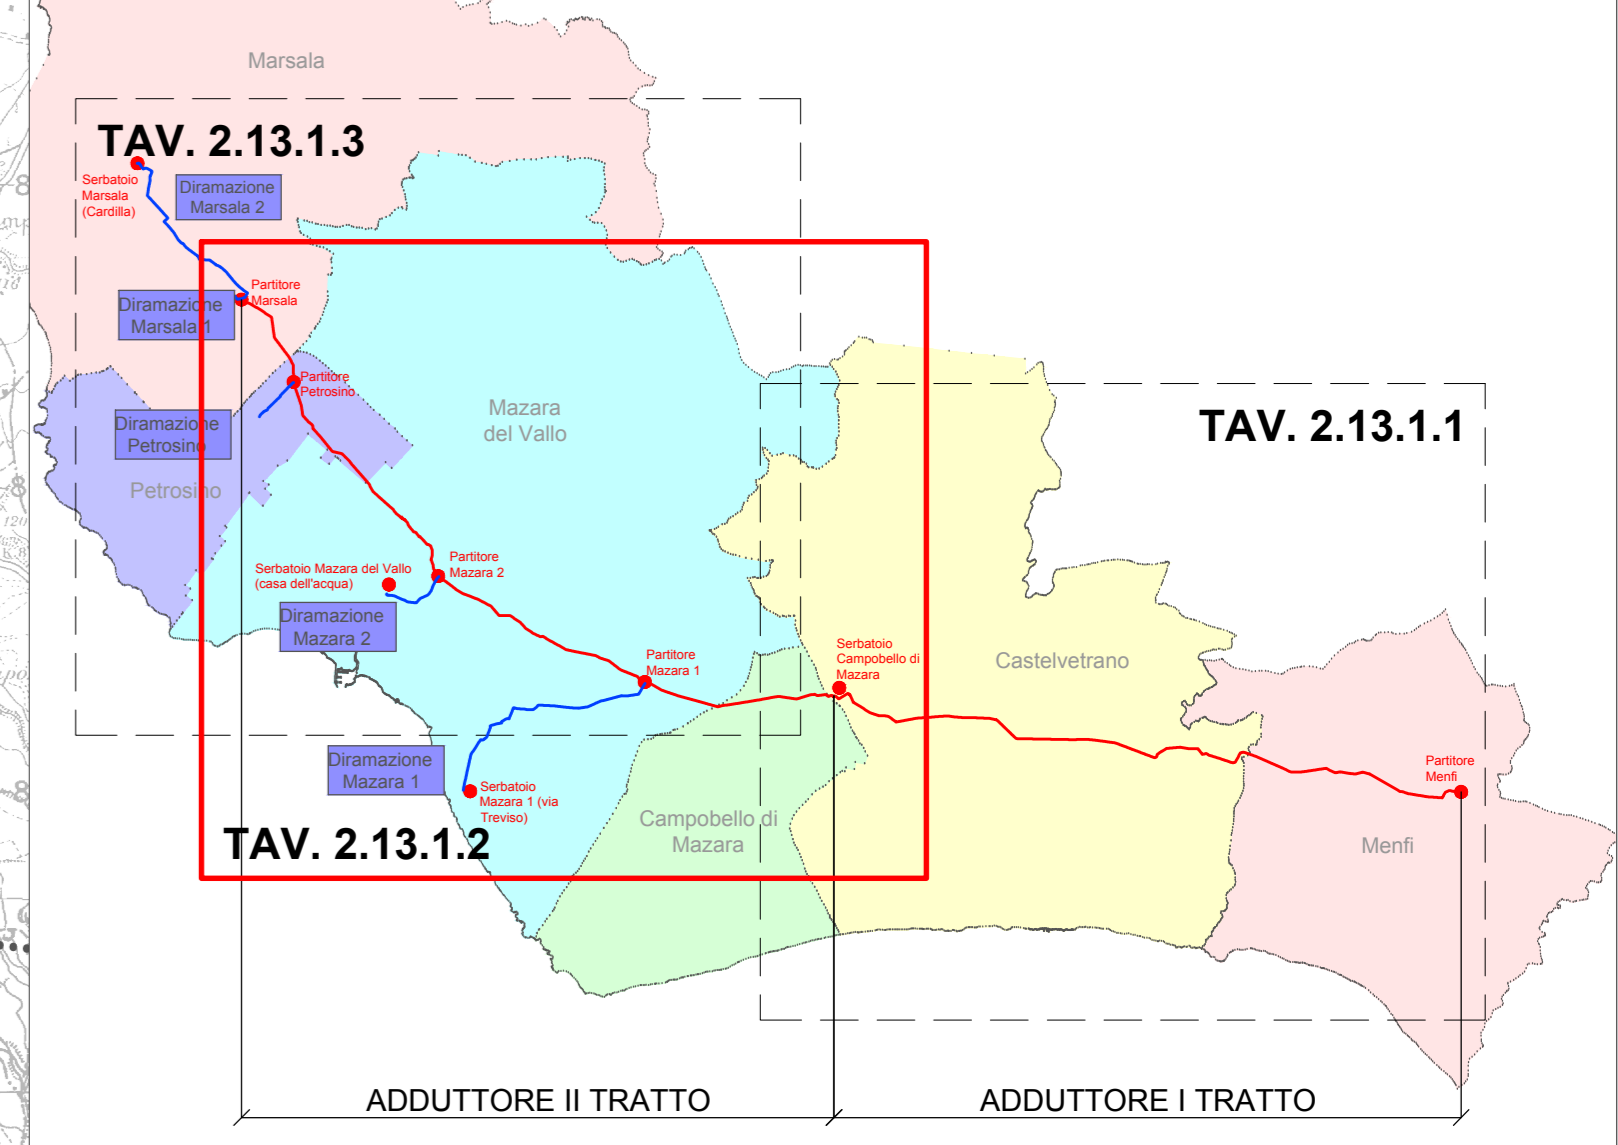 Marsala
TAV. 2.13.1.3
Serbatoio
Marsala
(Cardilla)
Diramazione
Marsala 2
Partitore
Marsala
Diramazione
Marsala 1
Partitore
Petrosino
Diramazione
Petrosino
Petrosino
Mazara
del Vallo
TAV. 2.13.1.1
Serbatoio Mazara del Vallo
(casa dell'acqua)
Partitore
Mazara 2
Diramazione
Mazara 2
Partitore
Mazara 1
Serbatoio
Campobello di
Mazara
Castelvetrano
Diramazione
Mazara 1
Serbatoio
Mazara 1 (via
Treviso)
TAV. 2.13.1.2
Campobello di
Mazara
Partitore
Menfi
Menfi
ADDUTTORE II TRATTO
ADDUTTORE I TRATTO